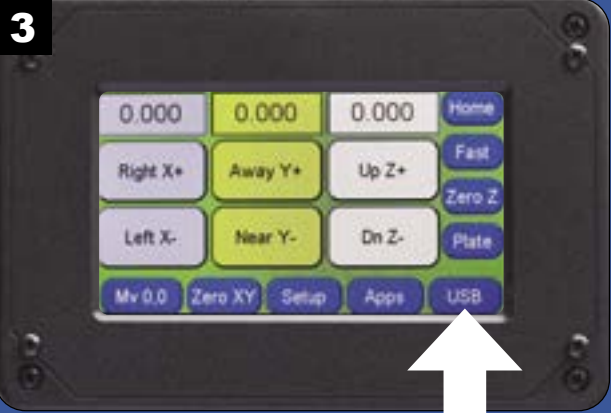 3
0.000 0.000 0.000 Home
Right X+ Away Y+ Up Z+ Fast
Zero Z
Left X- Near Y- Dn Z- Plate
Mv 0,0 Zero XY Setup Apps USB